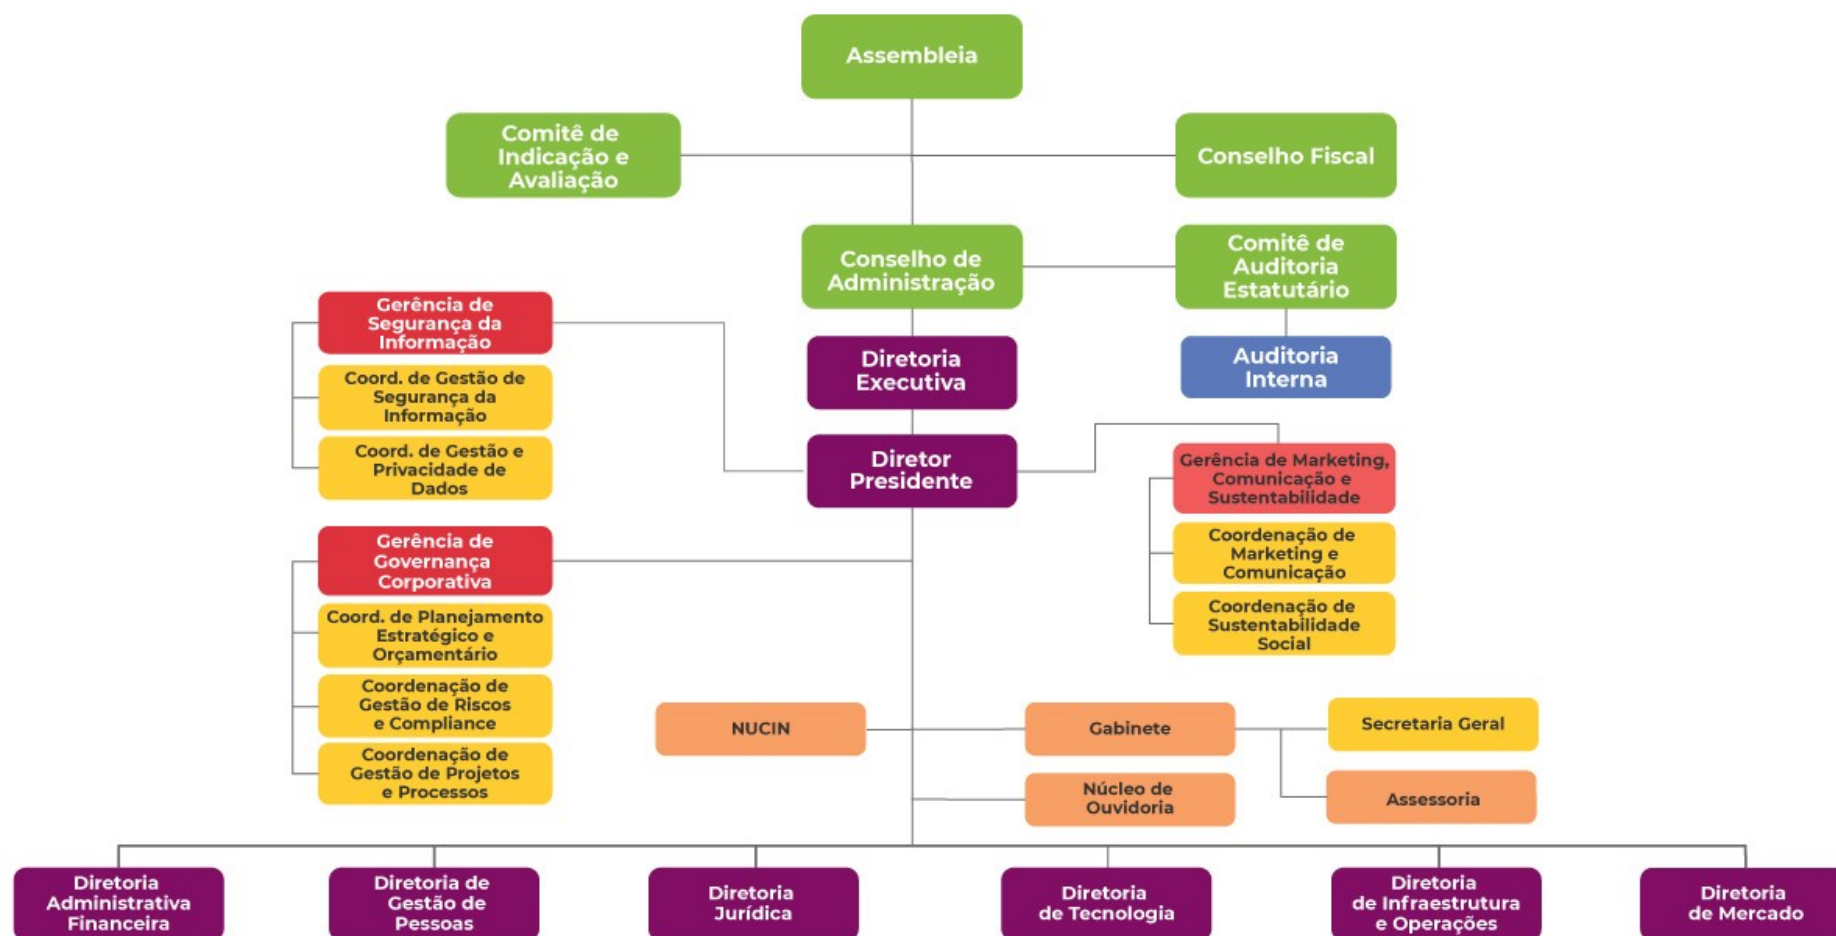 Assembleia
Comitê de
Indicação e
Avaliação
Conselho Fiscal
Conselho de
Administração
Comitê de
Auditoria
Estatutário
Gerência de
Segurança da
Informação
Coord. de Gestão de
Segurança da
Informação
Coord. de Gestão e
Privacidade de
Dados
Diretoria
Executiva
Auditoria
Interna
Diretor
Presidente
Gerência de Marketing,
Comunicação e
Sustentabilidade
Coordenação de
Marketing e
Comunicação
Coordenação de
Sustentabilidade
Social
Gerência de
Governança
Corporativa
Coord. de Planejamento
Estratégico e
Orçamentário
Coordenação de
Gestão de Riscos
e Compliance
Coordenação de
Gestão de Projetos
e Processos
NUCIN
Gabinete
Secretaria Geral
Núcleo de
Ouvidoria
Assessoria
Diretoria
Administrativa
Financeira
Diretoria de
Gestão de
Pessoas
Diretoria
Jurídica
Diretoria
de Tecnologia
Diretoria
de Infraestrutura
e Operações
Diretoria
de Mercado